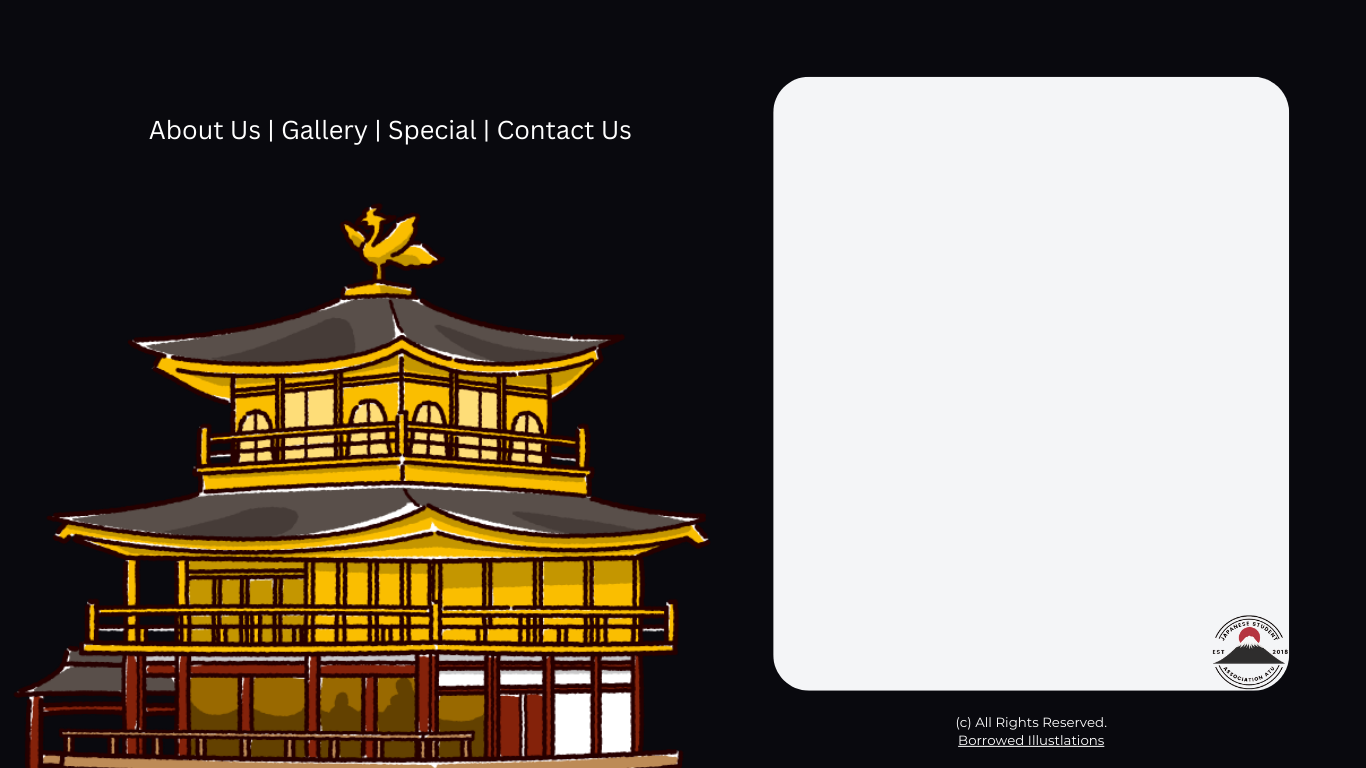 About Us | Gallery | Special | Contact Us
JAPANESE STUDENT
EST 2018
ASSOCIATION ATU
(c) All Rights Reserved.
Borrowed Illustlations